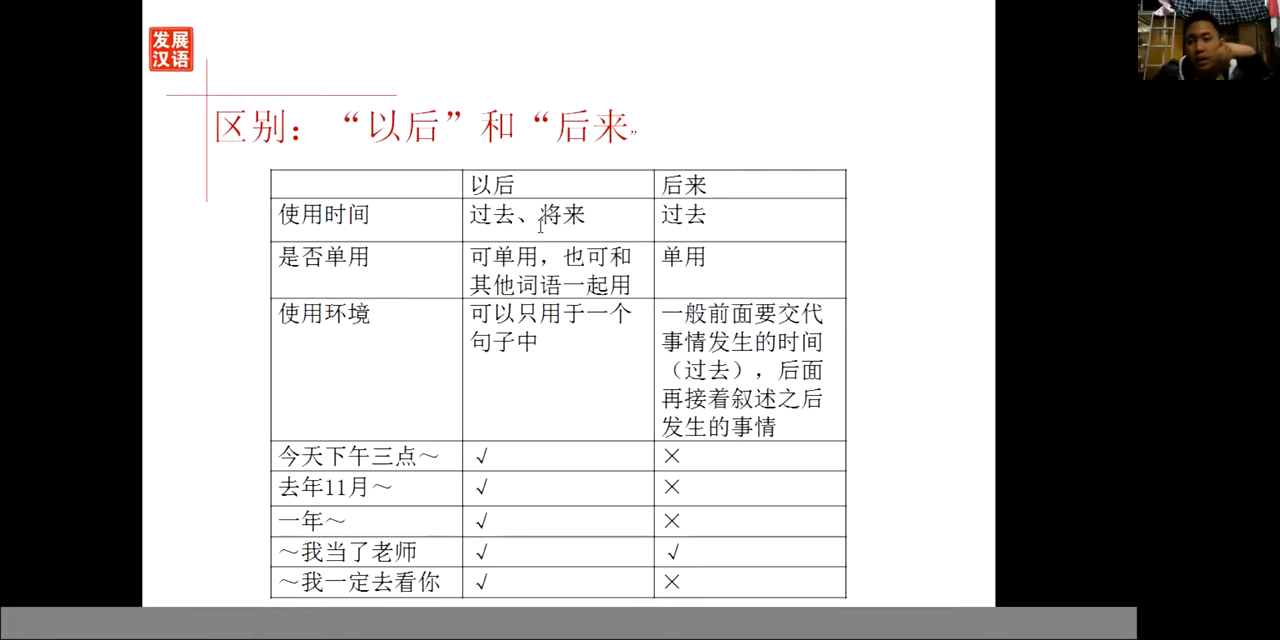 发展
汉语
区别：“以后”和“后来”
以后 后来
使用时间 过去、将来 过去
是否单用 可单用，也可和 单用
其他词语一起用
使用环境 可以只用于一个 一般前面要交代
句子中 事情发生的时间
（过去），后面
再接着叙述之后
发生的事情
今天下午三点～ √ ×
去年11月～ √ ×
一年～ √ ×
～我当了老师 √ √
～我一定去看你 √ ×